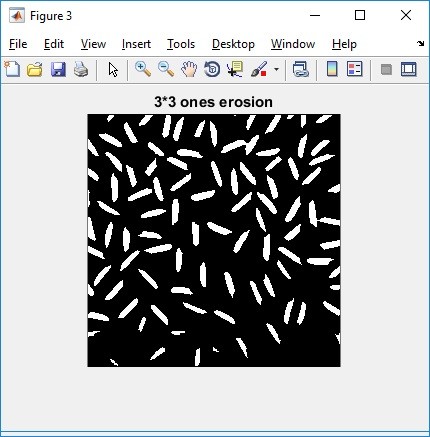 Figure 3
File Edit View Insert Tools Desktop Window Help
3*3 ones erosion